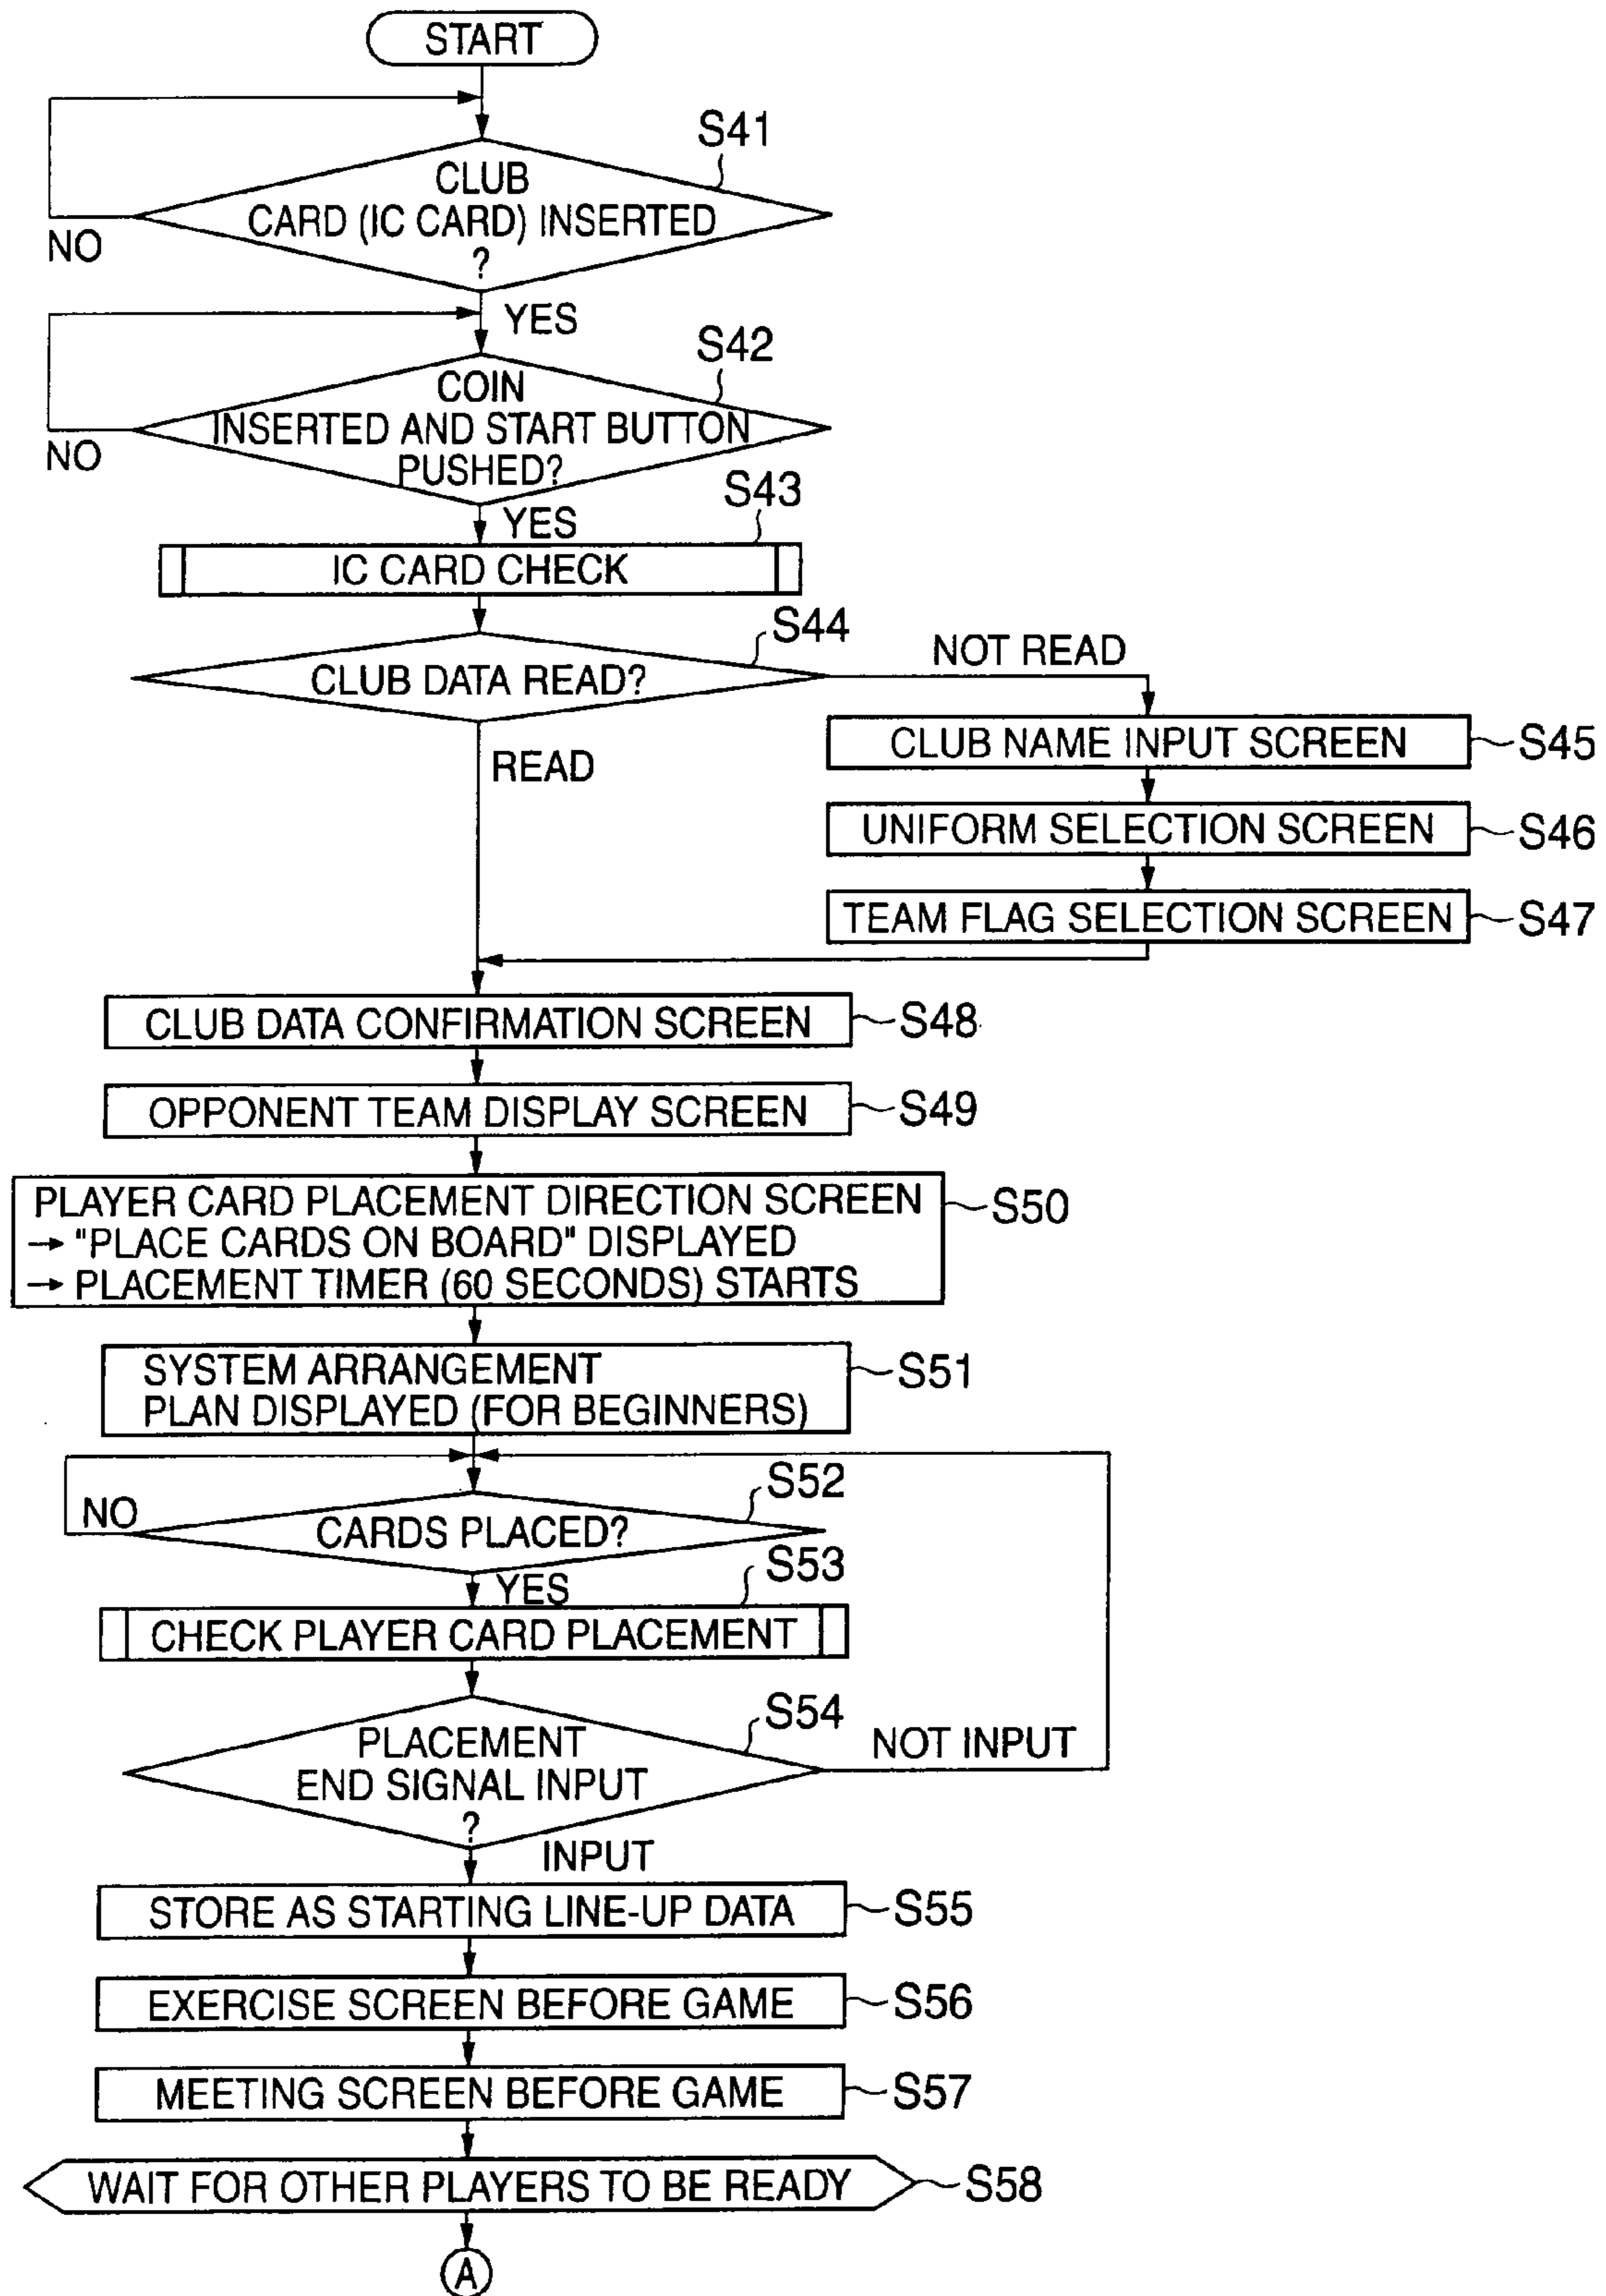 START
S41
CLUB
CARD (IC CARD) INSERTED
?
NO
YES
S42
COIN
INSERTED AND START BUTTON
PUSHED?
NO
YES
S43
IC CARD CHECK
S44
CLUB DATA READ?
NOT READ
READ
CLUB NAME INPUT SCREEN S45
UNIFORM SELECTION SCREEN S46
TEAM FLAG SELECTION SCREEN S47
CLUB DATA CONFIRMATION SCREEN S48
OPPONENT TEAM DISPLAY SCREEN S49
PLAYER CARD PLACEMENT DIRECTION SCREEN S50
→ "PLACE CARDS ON BOARD" DISPLAYED
→ PLACEMENT TIMER (60 SECONDS) STARTS
SYSTEM ARRANGEMENT S51
PLAN DISPLAYED (FOR BEGINNERS)
S52
NO
CARDS PLACED?
YES
S53
CHECK PLAYER CARD PLACEMENT
S54
PLACEMENT
END SIGNAL INPUT
?
NOT INPUT
INPUT
STORE AS STARTING LINE-UP DATA S55
EXERCISE SCREEN BEFORE GAME S56
MEETING SCREEN BEFORE GAME S57
WAIT FOR OTHER PLAYERS TO BE READY S58
A